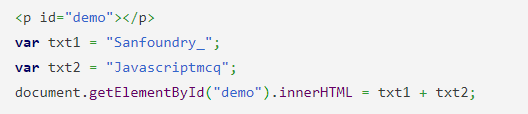 <p id="demo"></p>
var txt1 = "Sanfoundry_";
var txt2 = "Javascriptmcq";
document.getElementById("demo").innerHTML = txt1 + txt2;